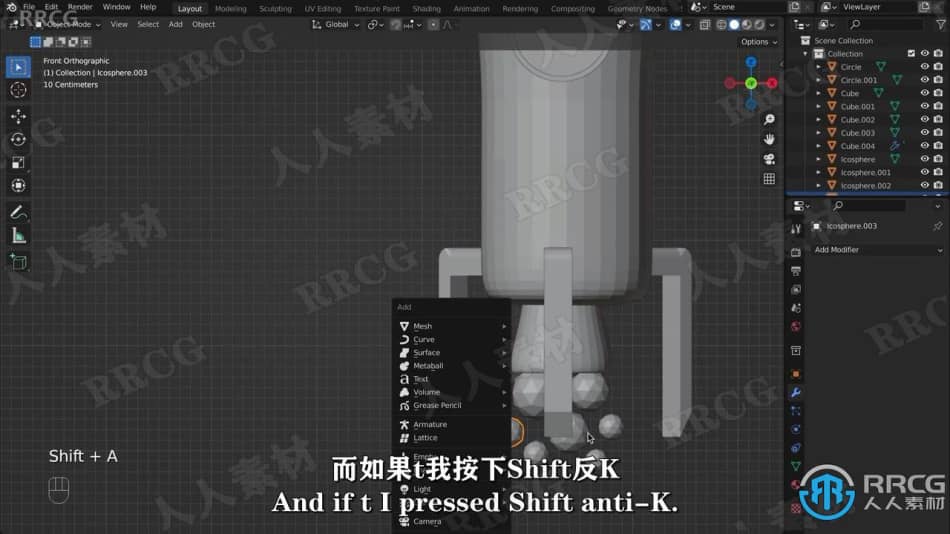 File Edit Render Window Help Layout Modeling Sculpting UV Editing Texture Paint Shading Animation Rendering Compositing Geometry Nodes Scene ViewLayer
RRCG
Object Mode View Select Add Object Global
Options
Front Orthographic
(1) Collection | Icosphere.003
10 Centimeters
Scene Collection
Collection
Circle
Circle.001
Cube
Cube.001
Cube.002
Cube.003
Cube.004
Icosphere
Icosphere.001
Icosphere.002
Icosphere.003
Add Modifier
Add
Mesh
Curve
Surface
Metaball
Text
Volume
Grease Pencil
Armature
Lattice
Light
Camera
Shift + A
而如果t我按下Shift反K
And if t I pressed Shift anti-K.
RRCG
人人素材